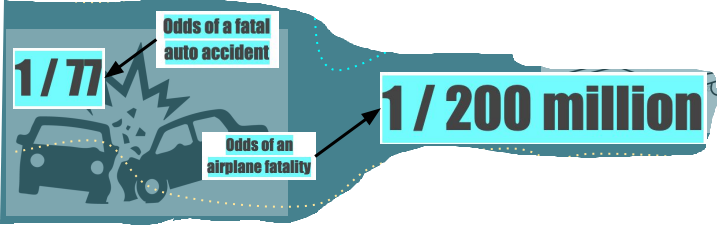 Odds of a fatal
auto accident
1 / 77
1 / 200 million
Odds of an
airplane fatality